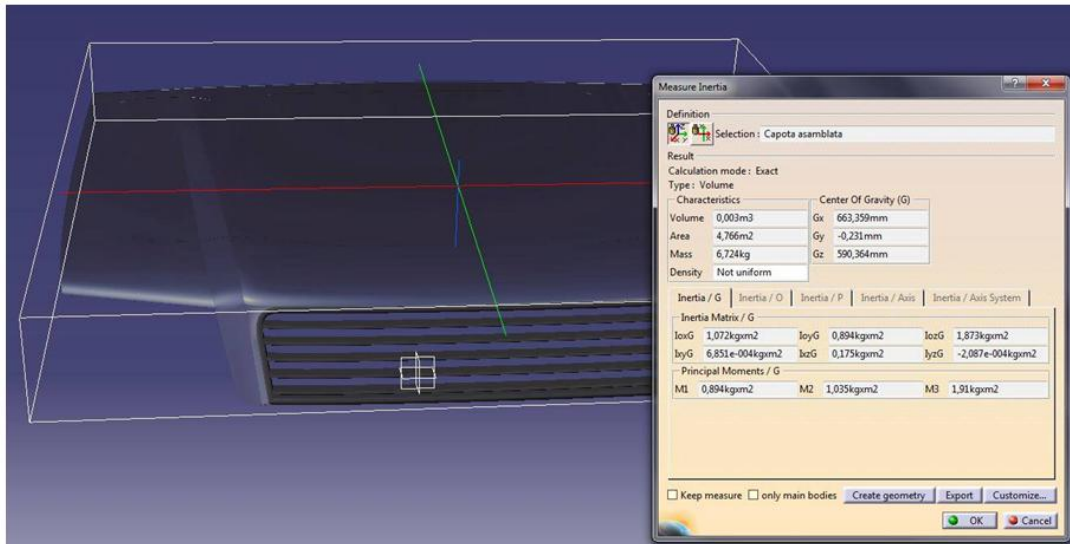 Measure Inertia
Definition
Selection : Capota asamblata
Result
Calculation mode : Exact
Type : Volume
Characteristics Center Of Gravity (G)
Volume 0,003m3 Gx 663,359mm
Area 4,766m2 Gy -0,231mm
Mass 6,724kg Gz 590,364mm
Density Not uniform
Inertia / G Inertia / O Inertia / P Inertia / Axis Inertia / Axis System
Inertia Matrix / G
IoxG 1,072kgxm2 IoyG 0,894kgxm2 IozG 1,873kgxm2
IxyG 6,851e-004kgxm2 IxzG 0,175kgxm2 IyzG -2,087e-004kgxm2
Principal Moments / G
M1 0,894kgxm2 M2 1,035kgxm2 M3 1,91kgxm2
Keep measure only main bodies Create geometry Export Customize...
OK Cancel